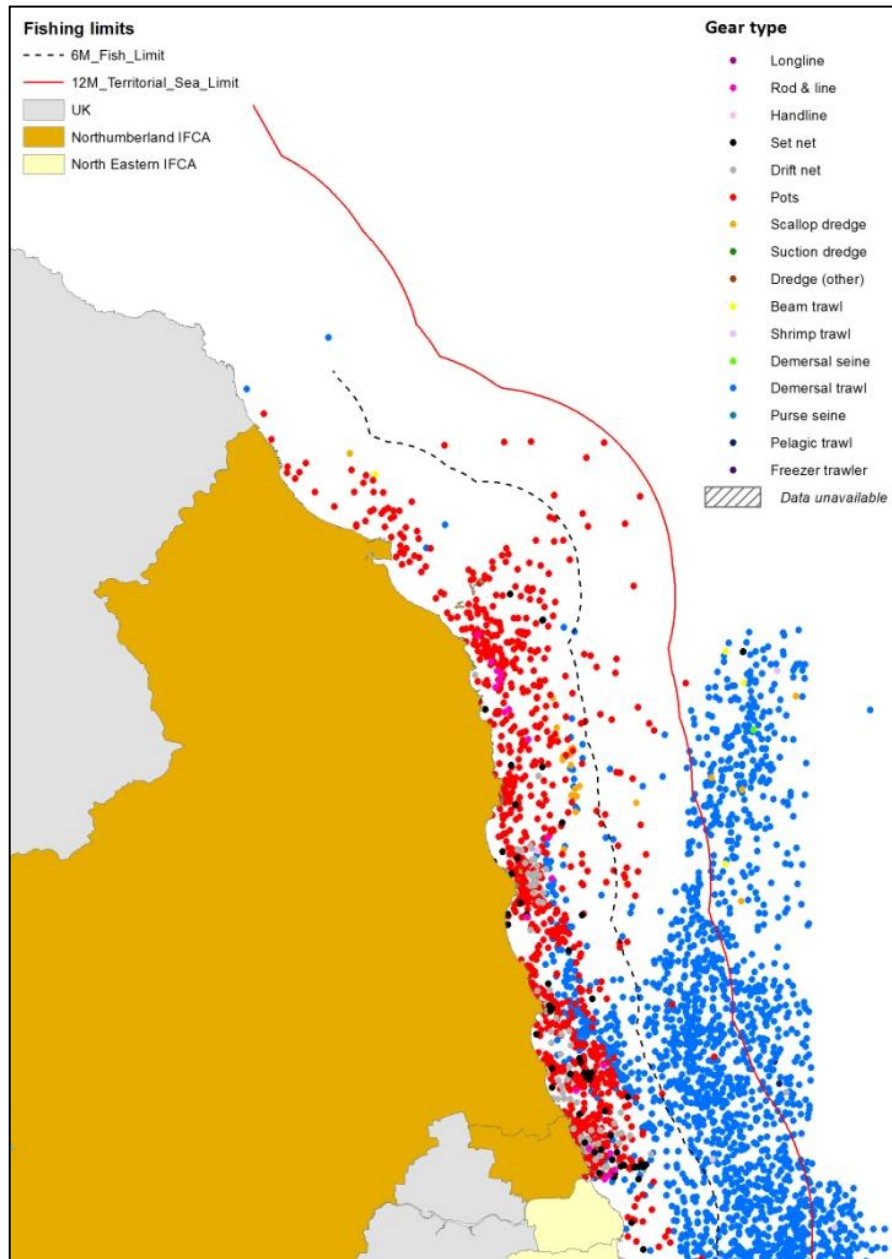 Fishing limits
6M_Fish_Limit
12M_Territorial_Sea_Limit
UK
Northumberland IFCA
North Eastern IFCA
Gear type
Longline
Rod & line
Handline
Set net
Drift net
Pots
Scallop dredge
Suction dredge
Dredge (other)
Beam trawl
Shrimp trawl
Demersal seine
Demersal trawl
Purse seine
Pelagic trawl
Freezer trawler
Data unavailable